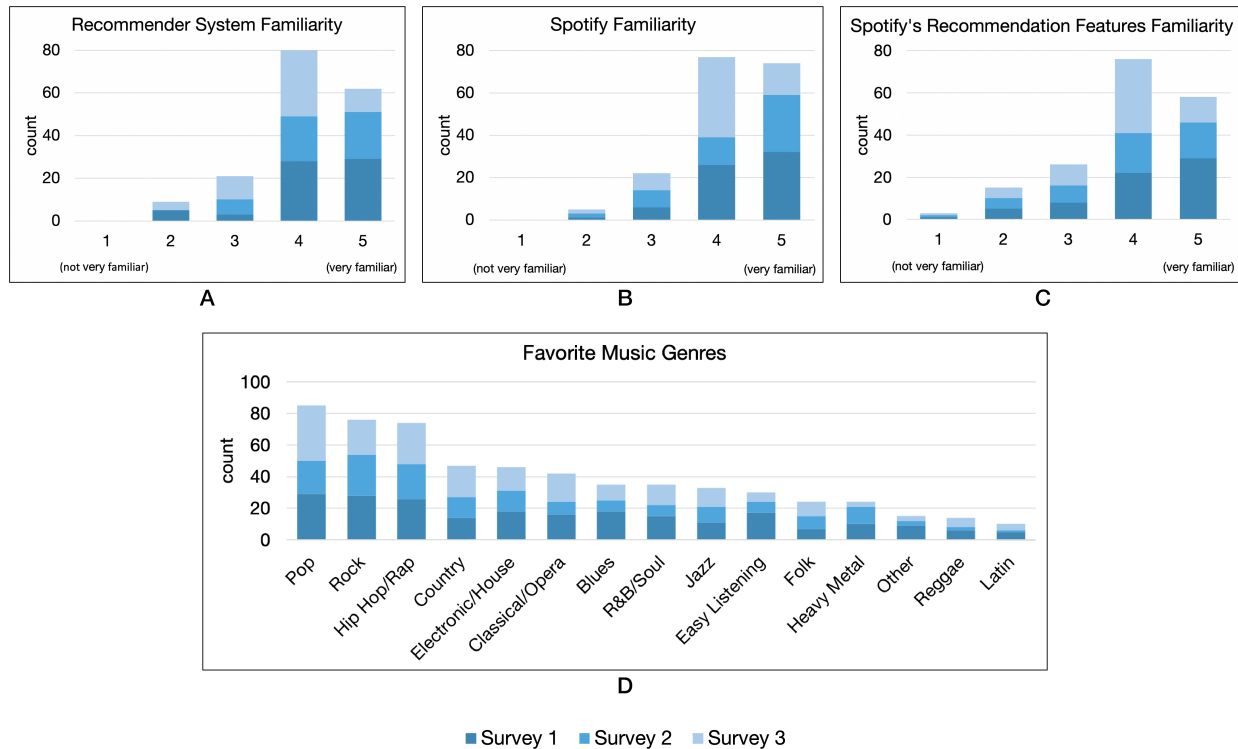 Recommender System Familiarity
80
60
40
20
0
count
1 2 3 4 5
(not very familiar) (very familiar)
A
Spotify Familiarity
80
60
40
20
0
count
1 2 3 4 5
(not very familiar) (very familiar)
B
Spotify's Recommendation Features Familiarity
80
60
40
20
0
count
1 2 3 4 5
(not very familiar) (very familiar)
C
Favorite Music Genres
100
80
60
40
20
0
count
Pop
Rock
Hip Hop/Rap
Country
Electronic/House
Classical/Opera
Blues
R&B/Soul
Jazz
Easy Listening
Folk
Heavy Metal
Other
Reggae
Latin
D
Survey 1 Survey 2 Survey 3